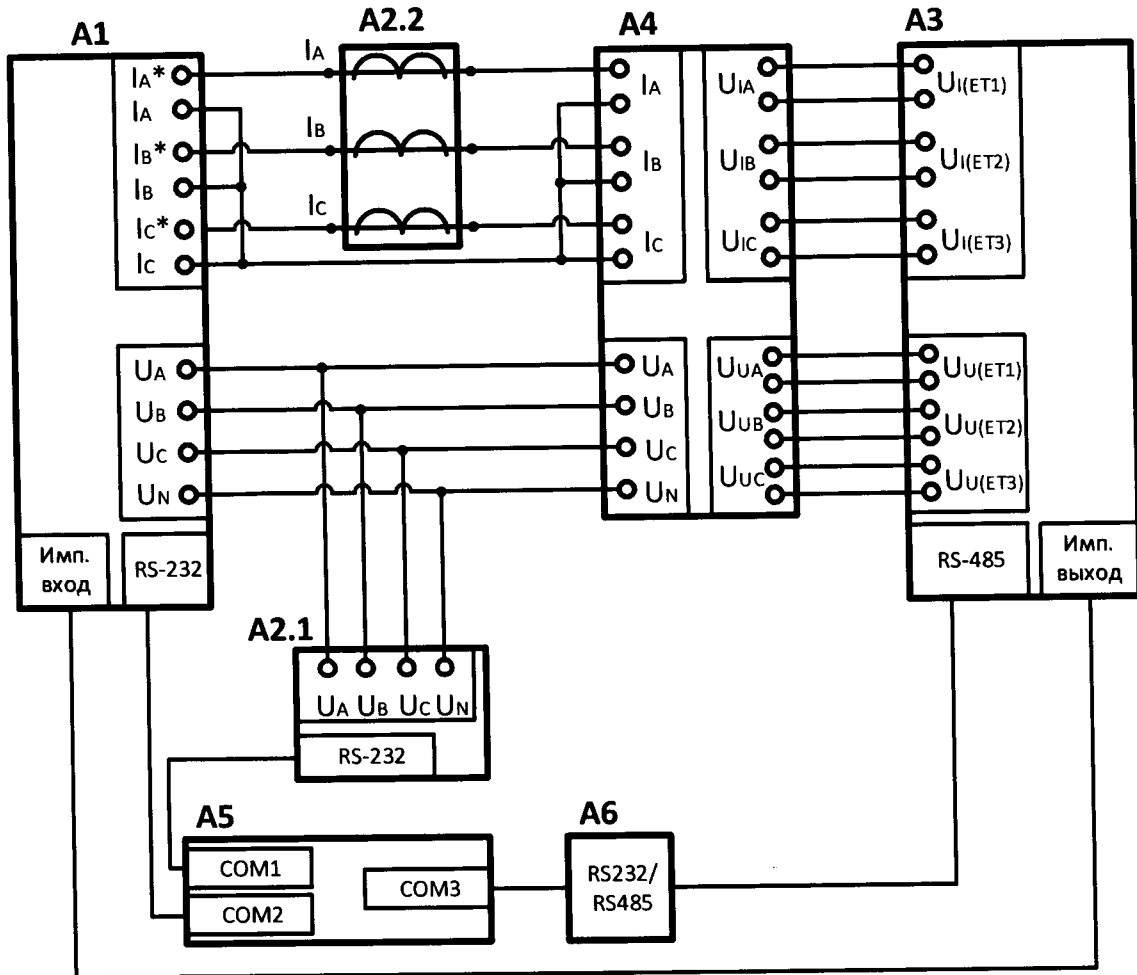 A1
A2.2
A4
A3
IA*
IA
IB*
IB
IC*
IC
IA
IB
IC
IA
IB
IC
UIA
UIB
UIC
UI(ET1)
UI(ET2)
UI(ET3)
UA
UB
UC
UN
UA
UB
UC
UN
UUA
UUB
UUC
UU(ET1)
UU(ET2)
UU(ET3)
Имп.
вход
RS-232
RS-485
Имп.
выход
A2.1
UA UB UC UN
RS-232
A5
COM1
COM2
COM3
A6
RS232/
RS485